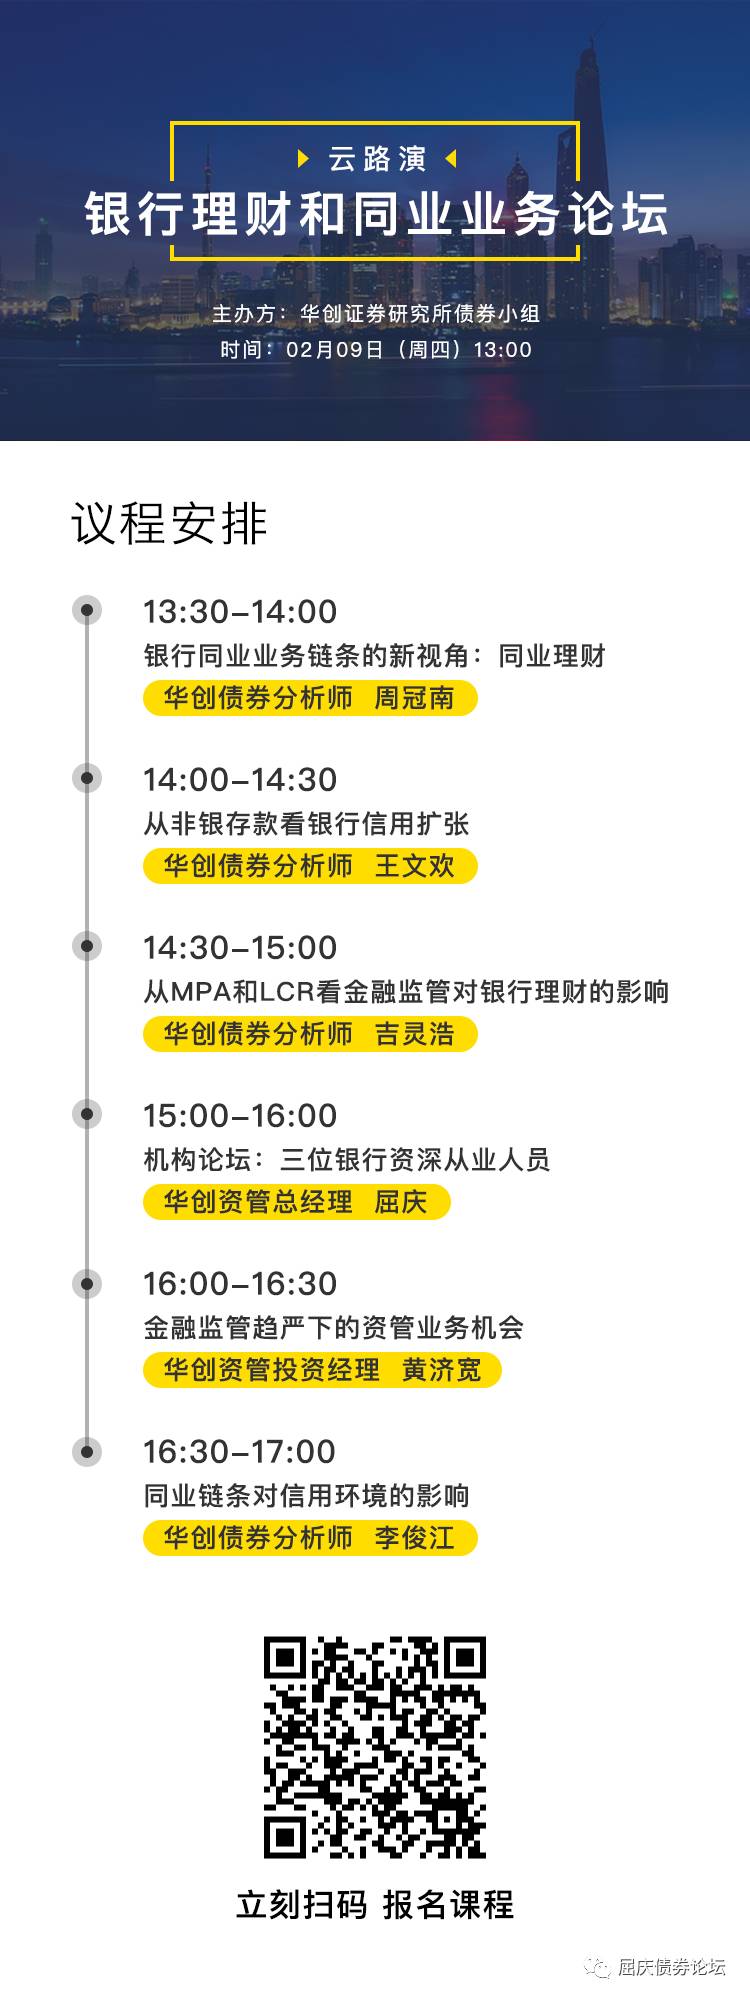 云路演
银行理财和同业业务论坛
主办方：华创证券研究所债券小组
时间：02月09日（周四）13:00
议程安排
13:30–14:00
银行同业业务链条的新视角：同业理财
华创债券分析师 周冠南
14:00–14:30
从非银存款看银行信用扩张
华创债券分析师 王文欢
14:30–15:00
从MPA和LCR看金融监管对银行理财的影响
华创债券分析师 吉灵浩
15:00–16:00
机构论坛：三位银行资深从业人员
华创资管总经理 屈庆
16:00–16:30
金融监管趋严下的资管业务机会
华创资管投资经理 黄济宽
16:30–17:00
同业链条对信用环境的影响
华创债券分析师 李俊江
立刻扫码 报名课程
屈庆债券论坛